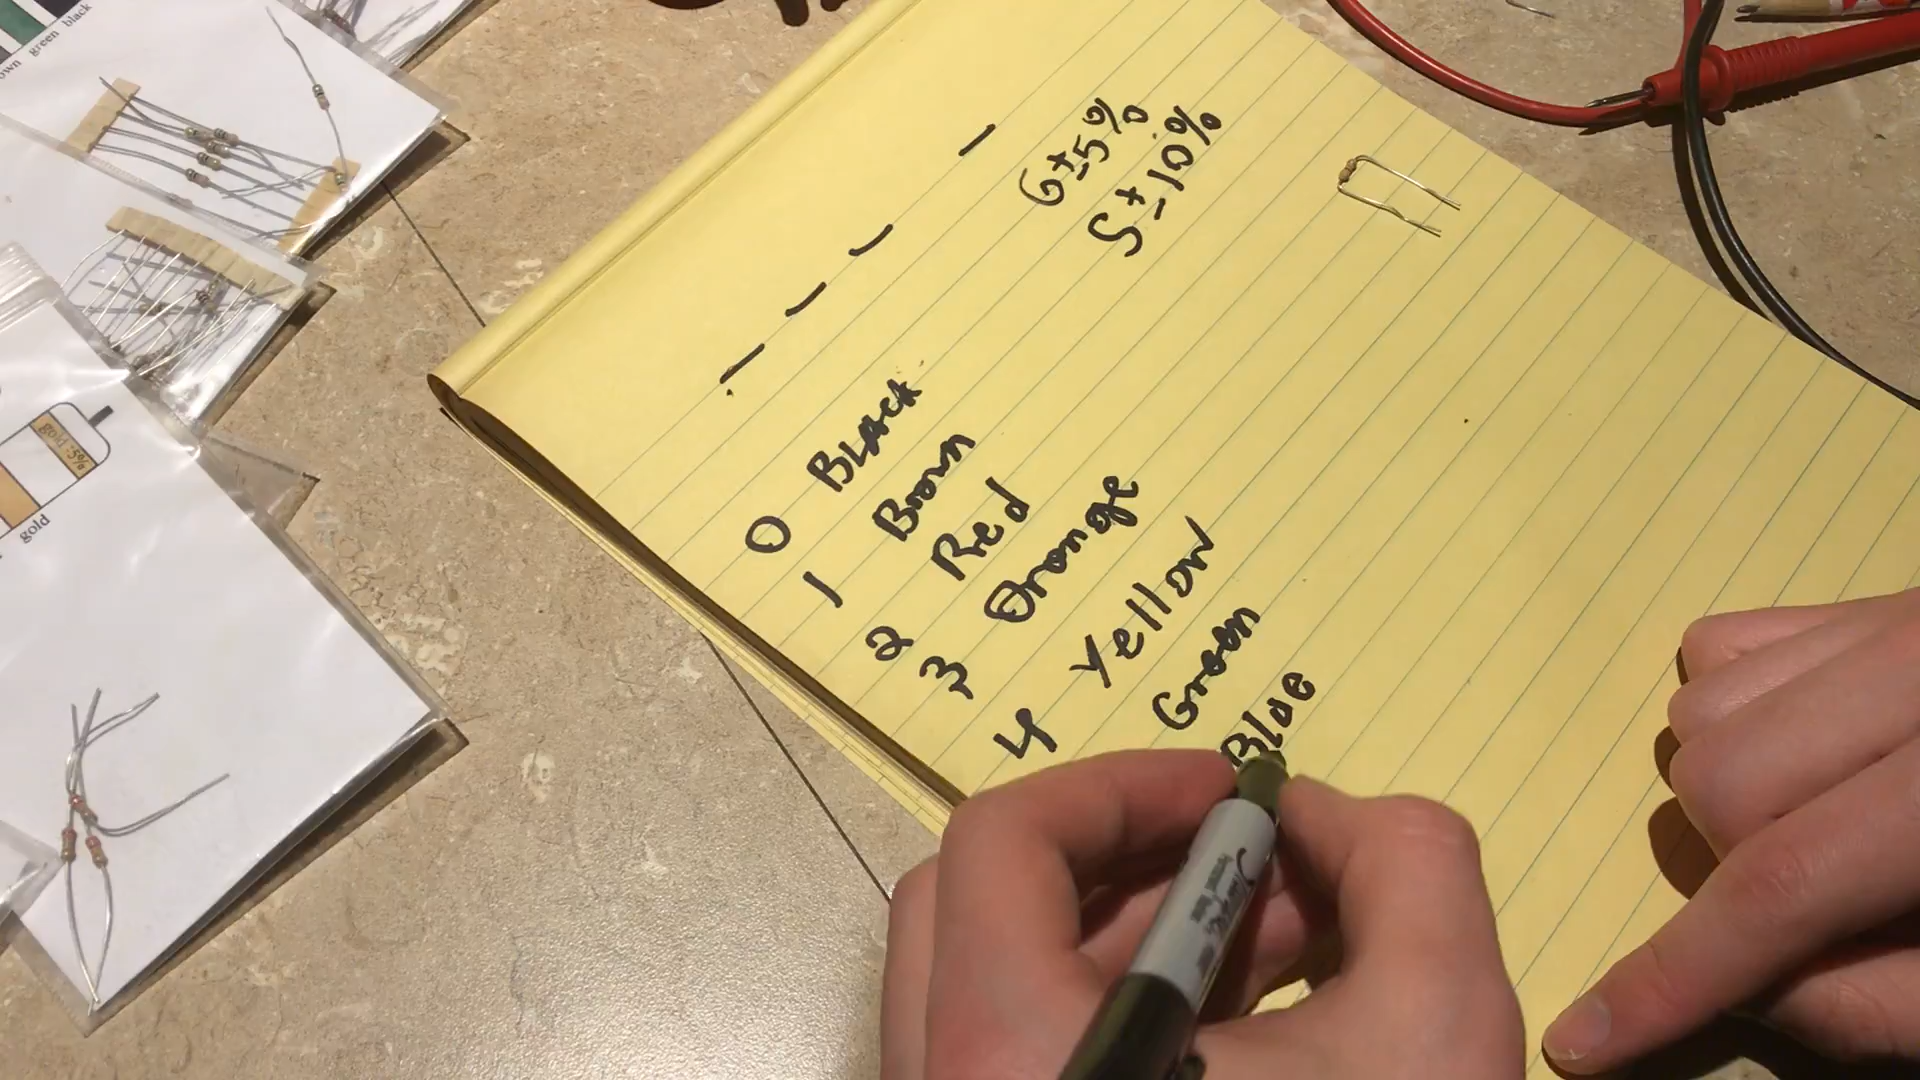 own green black
gold :5%
gold
G ± 5%
S ± 10%
0 Black
1 Brown
2 Red
3 Orange
4 Yellow
Green
Blue